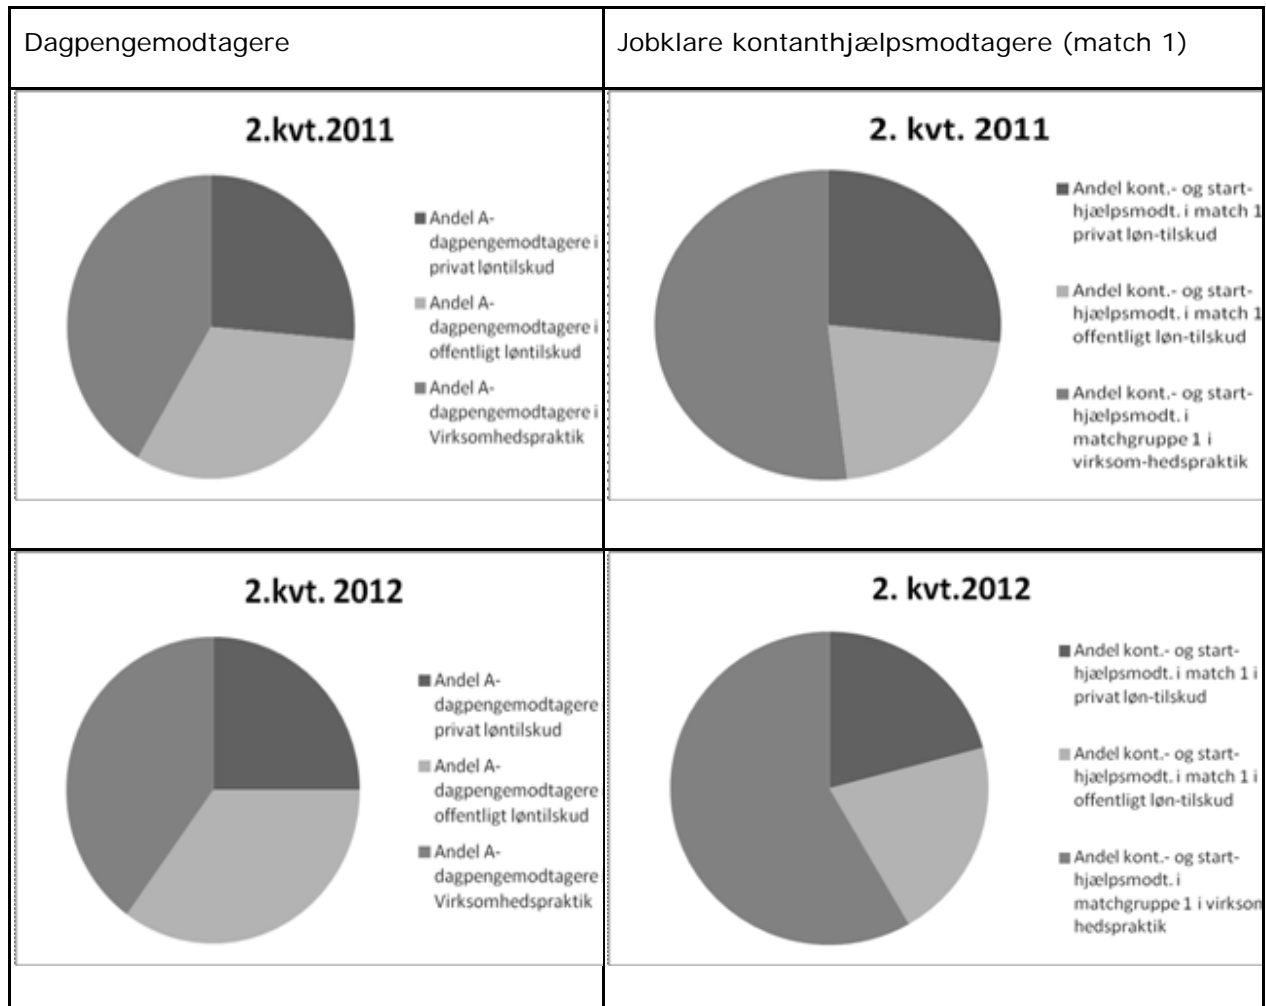 Dagpengemodtagere
Jobklare kontanthjælpsmodtagere (match 1)
2.kvt.2011
Andel A-
dagpengemodtagere i
privat løntilskud
Andel A-
dagpengemodtagere i
offentligt løntilskud
Andel A-
dagpengemodtagere i
Virksomhedspraktik
2. kvt. 2011
Andel kont.- og start-
hjælpsmodt. i match 1
privat løn-tilskud
Andel kont.- og start-
hjælpsmodt. i match 1
offentligt løn-tilskud
Andel kont.- og start-
hjælpsmodt. i
matchgruppe 1 i
virksom-hedspraktik
2.kvt. 2012
Andel A-
dagpengemodtagere
privat løntilskud
Andel A-
dagpengemodtagere
offentligt løntilskud
Andel A-
dagpengemodtagere
Virksomhedspraktik
2. kvt.2012
Andel kont.- og start-
hjælpsmodt. i match 1 i
privat løn-tilskud
Andel kont.- og start-
hjælpsmodt. i match 1 i
offentligt løn-tilskud
Andel kont.- og start-
hjælpsmodt. i
matchgruppe 1 i virksom
hedspraktik